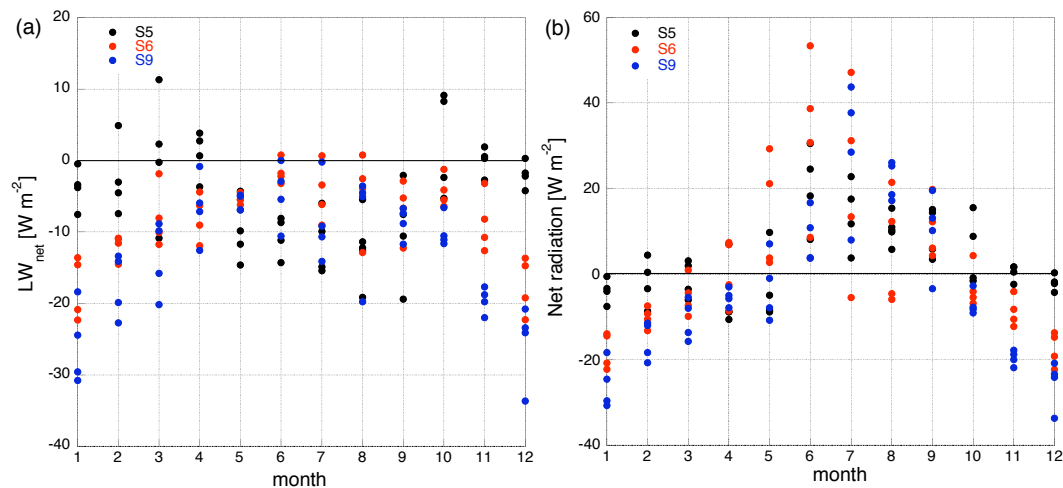 (a)
S5
S6
S9
20
10
0
-10
-20
-30
-40
LW_net [W m^-2]
1 2 3 4 5 6 7 8 9 10 11 12
month
(b)
S5
S6
S9
60
40
20
0
-20
-40
Net radiation [W m^-2]
1 2 3 4 5 6 7 8 9 10 11 12
month